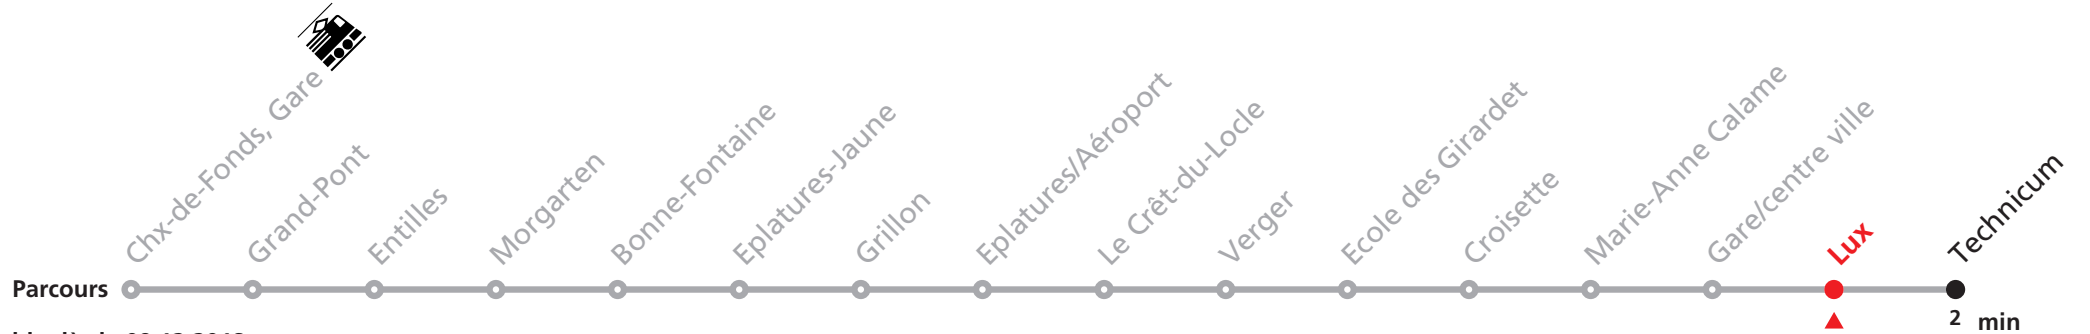 Chx-de-Fonds, Gare
Grand-Pont
Entilles
Morgarten
Bonne-Fontaine
Eplatures-Jaune
Grillon
Eplatures/Aéroport
Le Crêt-du-Locle
Verger
Ecole des Girardet
Croisette
Marie-Anne Calame
Gare/centre ville
Lux
Technicum
Parcours
2 min